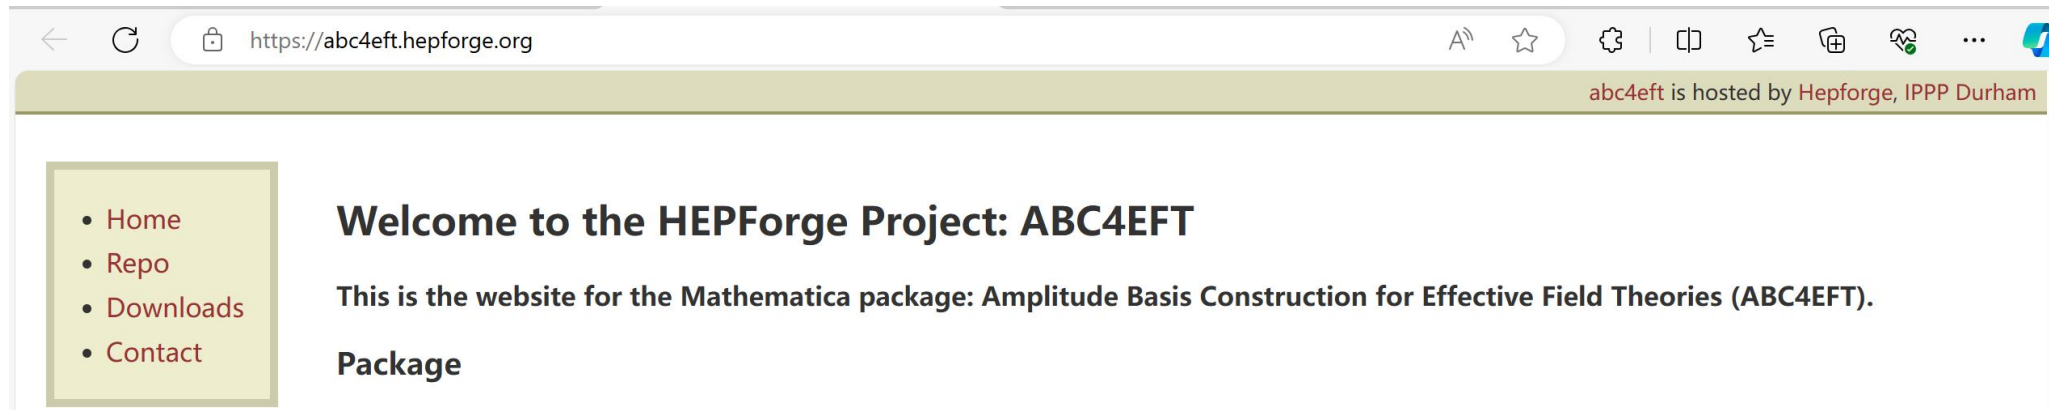 https://abc4eft.hepforge.org
abc4eft is hosted by Hepforge, IPPP Durham
Home
Repo
Downloads
Contact
Welcome to the HEPForge Project: ABC4EFT
This is the website for the Mathematica package: Amplitude Basis Construction for Effective Field Theories (ABC4EFT).
Package